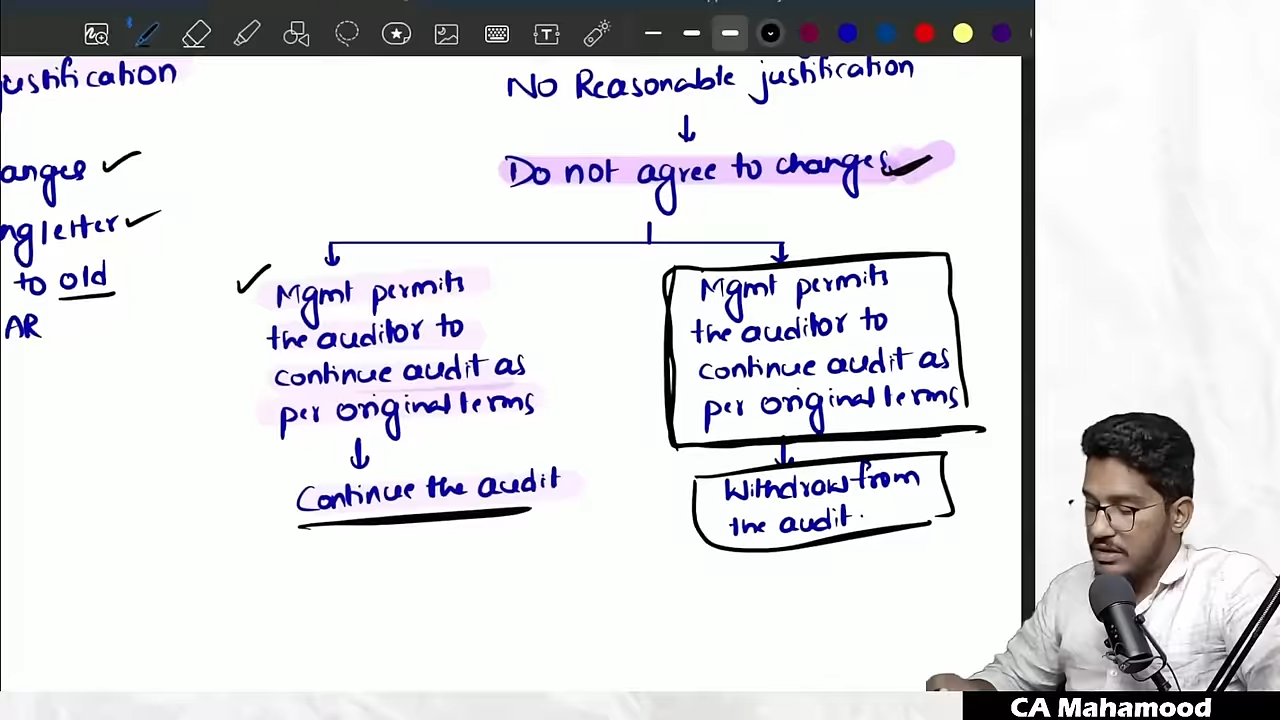 justification
No Reasonable justification
Do not agree to changes
anges
ng letter
to old
AR
Mgmt permits
the auditor to
continue audit as
per original terms
Continue the audit
Mgmt permits
the auditor to
continue audit as
per original terms
Withdraw from
the audit.
CA Mahamood